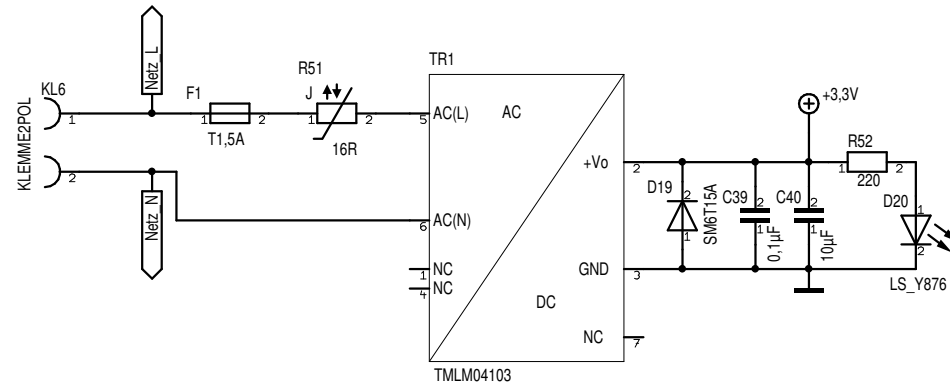 Netz_L
KL6
KLEMME2POL
1
2
Netz_N
F1
1 2
T1,5A
R51
J
1 2
16R
TR1
AC
DC
5 AC(L)
6 AC(N)
1 NC
4 NC
+Vo 2
GND 3
NC 7
TMLM04103
D19
2
1
SM6T15A
C39
2
1
0,1µF
C40
2
1
10µF
+3,3V
R52
1 2
220
D20
1
2
LS_Y876